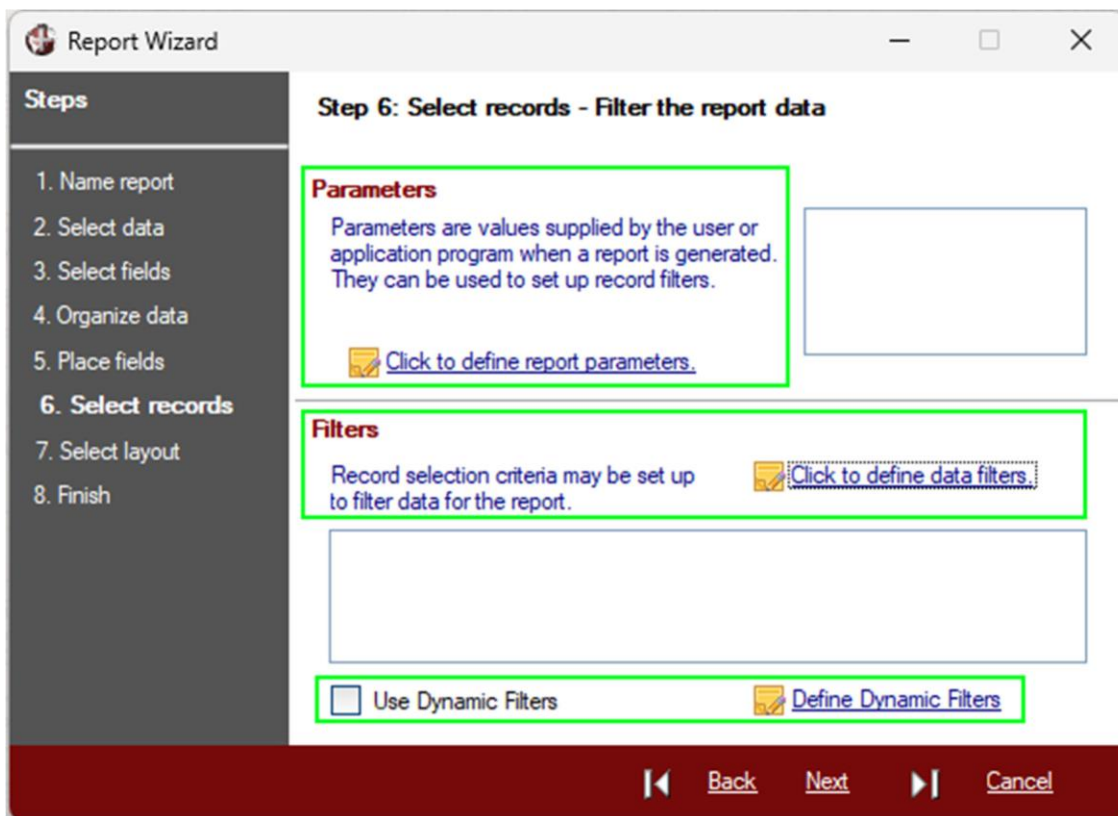 Report Wizard
Steps
1. Name report
2. Select data
3. Select fields
4. Organize data
5. Place fields
6. Select records
7. Select layout
8. Finish
Step 6: Select records - Filter the report data
Parameters
Parameters are values supplied by the user or
application program when a report is generated.
They can be used to set up record filters.
Click to define report parameters.
Filters
Record selection criteria may be set up
to filter data for the report.
Click to define data filters.
Use Dynamic Filters
Define Dynamic Filters
Back Next Cancel